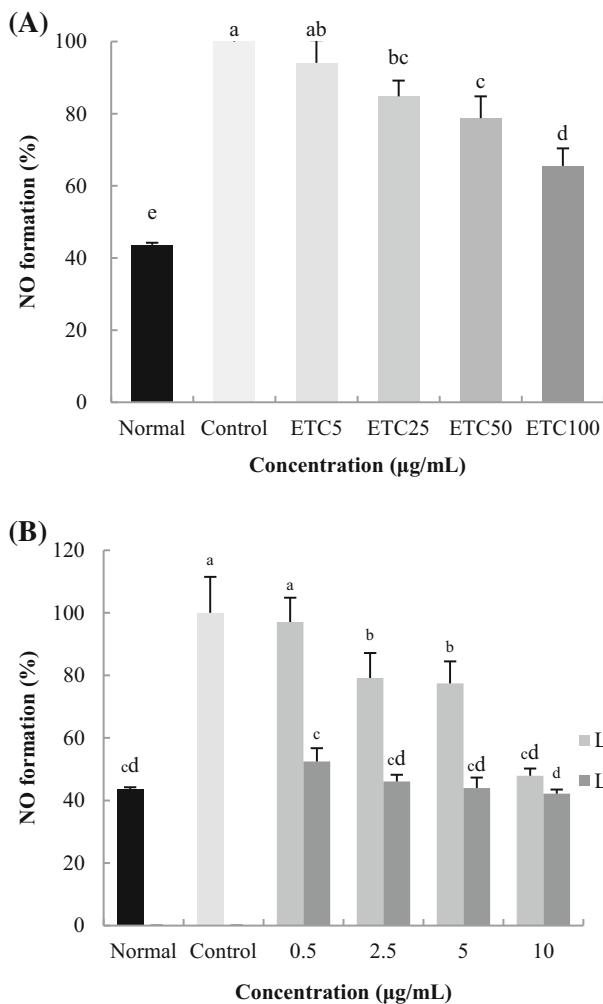 (A)
NO formation (%)
100
80
60
40
20
0
a
ab
bc
c
d
e
Normal Control ETC5 ETC25 ETC50 ETC100
Concentration (µg/mL)
(B)
NO formation (%)
120
100
80
60
40
20
0
a
a
b
b
cd
c
cd
cd
cd
d
L
L
Normal Control 0.5 2.5 5 10
Concentration (µg/mL)